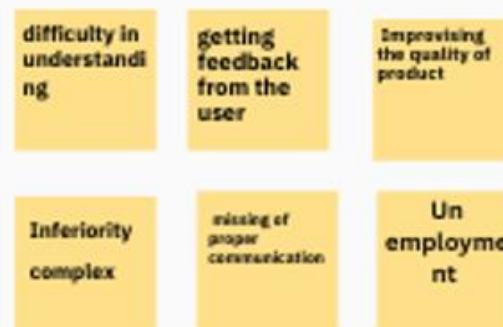 difficulty in
understandi
ng
getting
feedback
from the
user
Improvising
the quality of
product
Inferiority
complex
missing of
proper
communication
Un
employme
nt